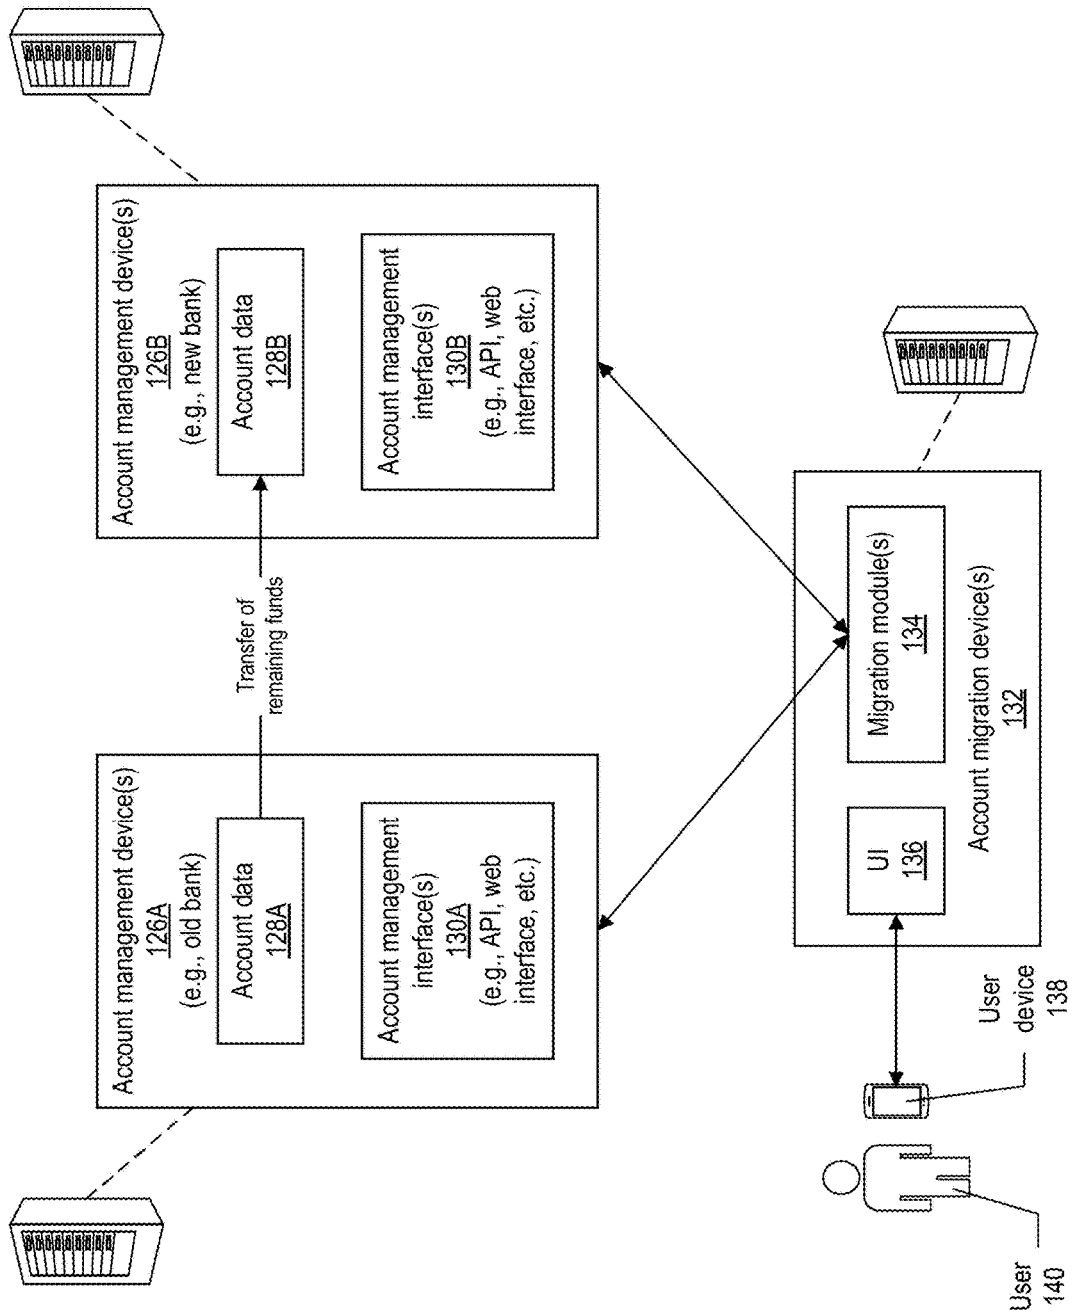 Account management device(s)
126A
(e.g., old bank)
Account data
128A
Account management
interface(s)
130A
(e.g., API, web
interface, etc.)
Transfer of
remaining funds
Account management device(s)
126B
(e.g., new bank)
Account data
128B
Account management
interface(s)
130B
(e.g., API, web
interface, etc.)
User
140
User
device
138
UI
136
Migration module(s)
134
Account migration device(s)
132